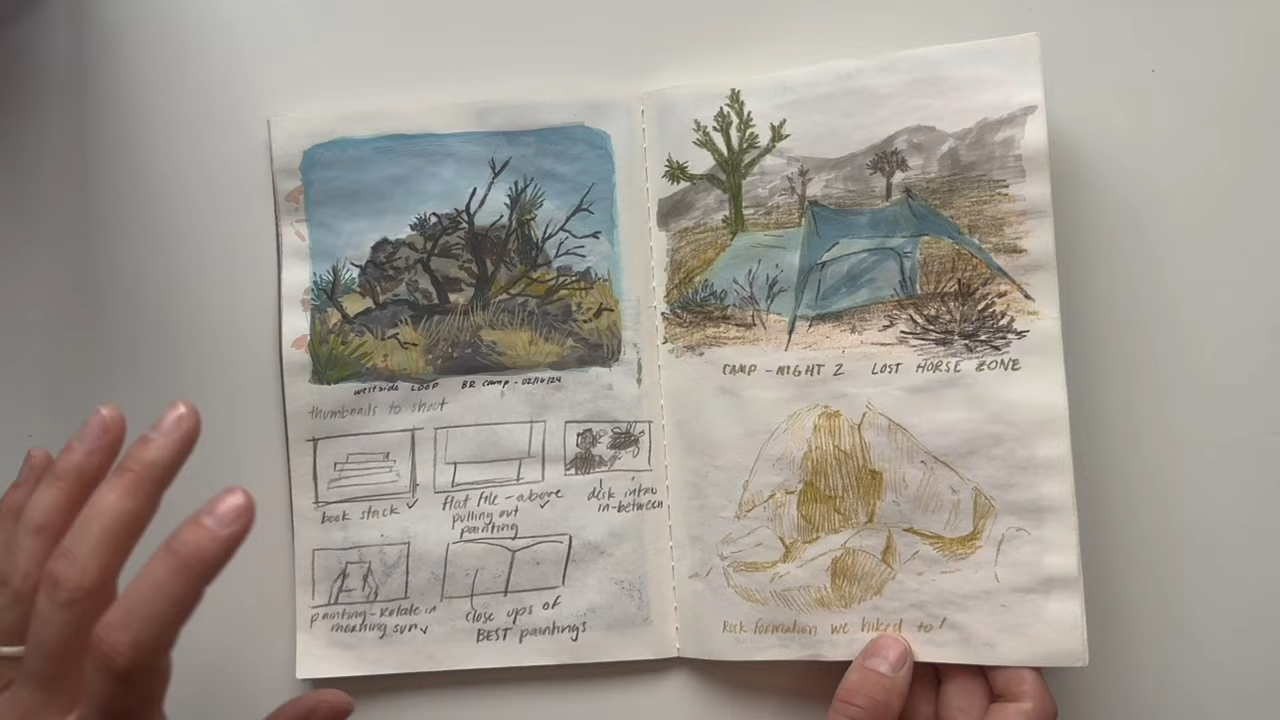 westside LOOP BR camp - 02/16/24
thumbnails to shoot
book stack ✓
flat file - above ✓
pulling out
painting
desk intro
in-between
painting - rotate in
morning sun ✓
close ups of
BEST paintings
CAMP - NIGHT 2 LOST HORSE ZONE
Rock formation we hiked to!